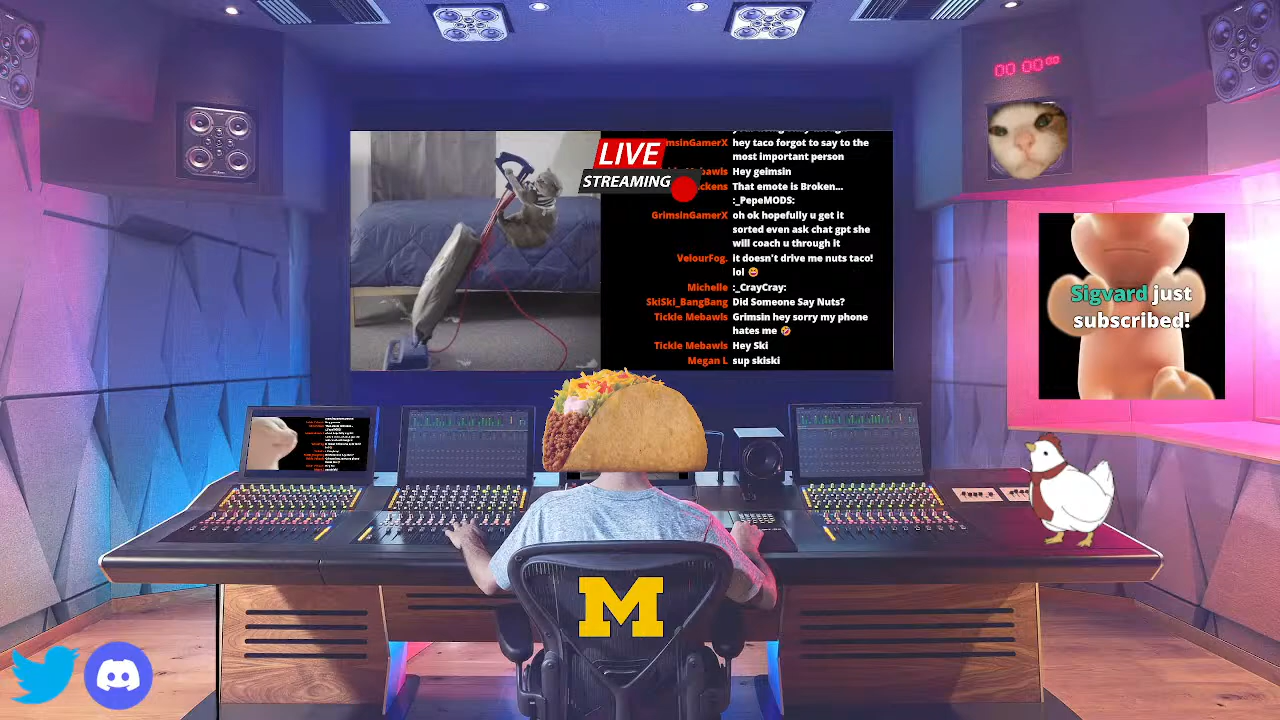 00 00 00
LIVE
STREAMING
hey taco forgot to say to the
most important person
Hey geimsin
That emote is Broken...
:_PepeMODS:
GrimsinGamerX oh ok hopefully u get it
sorted even ask chat gpt she
will coach u through it
VelourFog. it doesn't drive me nuts taco!
lol 😆
Michelle :_CrayCray:
SkiSki_BangBang Did Someone Say Nuts?
Tickle Mebawls Grimsin hey sorry my phone
hates me 🤣
Tickle Mebawls Hey Ski
Megan L sup skiski
Sigvard just
subscribed!
M